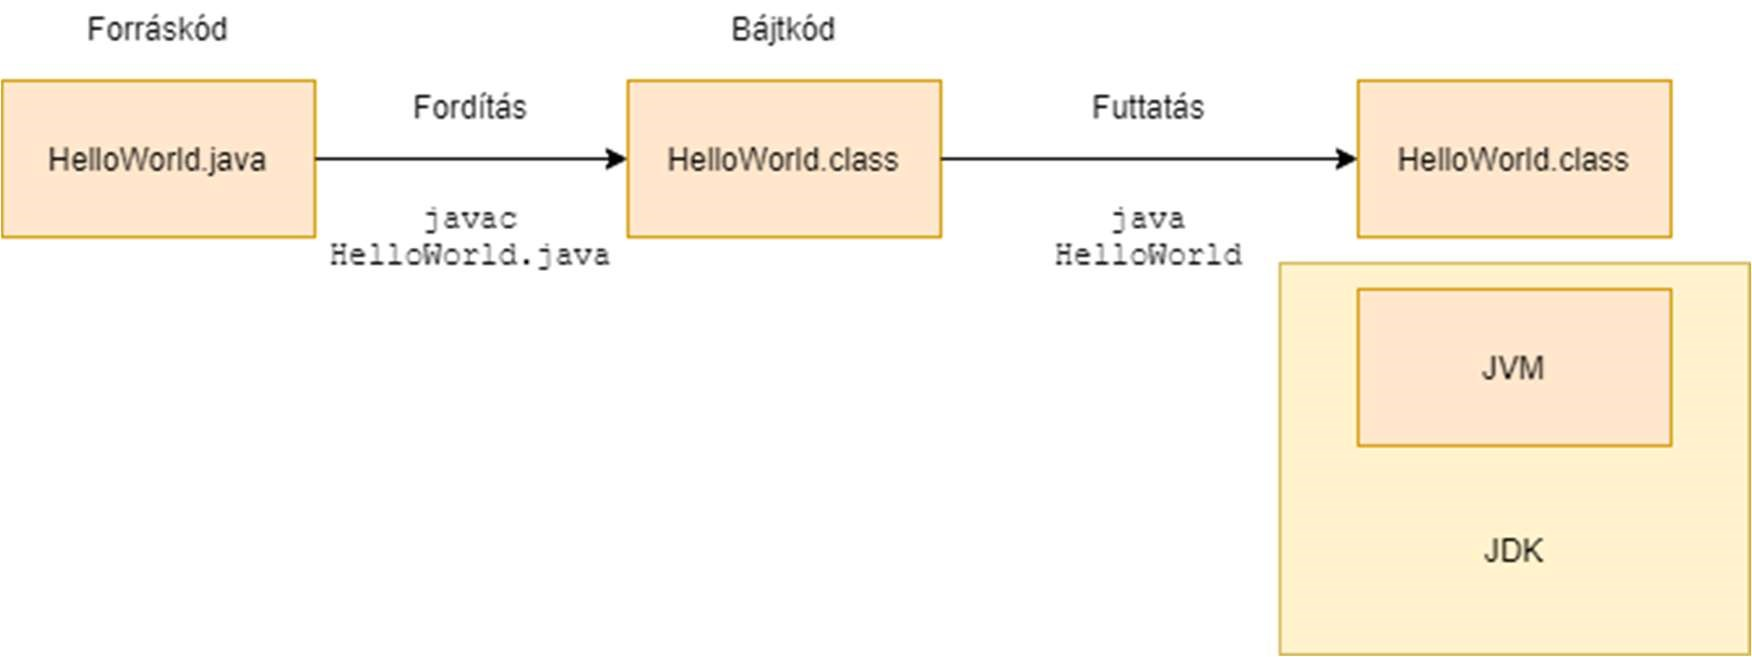 Forráskód
Bájtkód
HelloWorld.java
Fordítás
javac
HelloWorld.java
HelloWorld.class
Futtatás
java
HelloWorld
HelloWorld.class
JVM
JDK